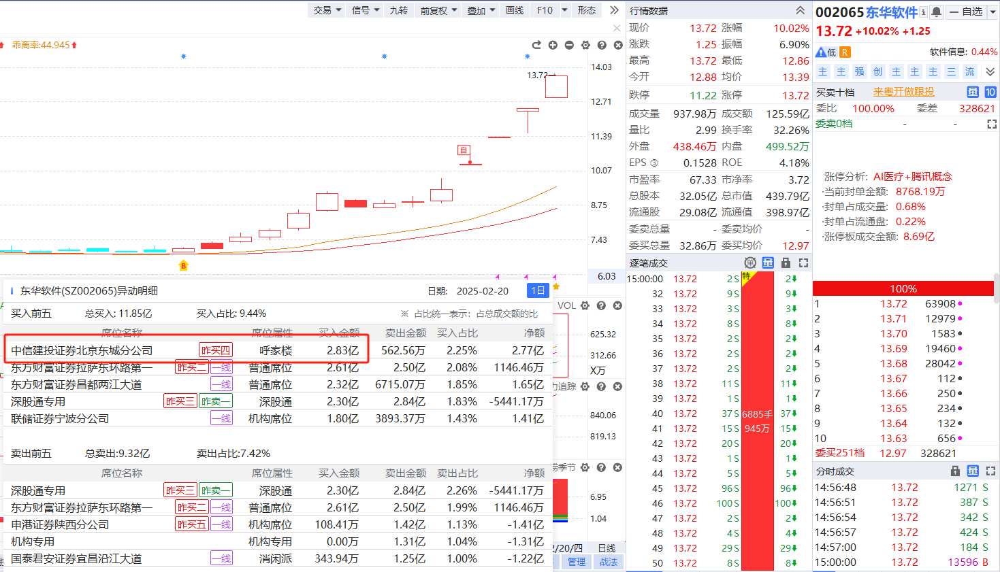 交易 信号 九转 前复权 叠加 画线 F10 形态
乖离率:44.945
14.03
13.72
12.71
11.39
自
10.07
8.75
7.43
B
6.03
东华软件(SZ002065)异动明细 日期: 2025-02-20 1日
买入前五 总买入: 11.85亿 买入占比: 9.44% ※ 占比统一表示: 占总成交额的比
席位名称 席位属性 买入金额 卖出金额 买入占比 净额
中信建投证券北京东城分公司 昨买四 呼家楼 2.83亿 562.56万 2.25% 2.77亿
东方财富证券拉萨东环路第一 昨买二 一线 普通席位 2.61亿 2.50亿 2.08% 1146.46万
东方财富证券昌都两江大道 一线 普通席位 2.32亿 6715.07万 1.85% 1.65亿
深股通专用 昨买三 昨卖一 深股通 2.30亿 2.84亿 1.83% -5441.17万
联储证券宁波分公司 一线 机构席位 1.80亿 3893.37万 1.43% 1.41亿
卖出前五 总卖出:9.32亿 卖出占比:7.42%
席位名称 席位属性 买入金额 卖出金额 卖出占比 净额
深股通专用 昨买三 昨卖一 深股通 2.30亿 2.84亿 2.26% -5441.17万
东方财富证券拉萨东环路第一 昨买二 一线 普通席位 2.61亿 2.50亿 1.99% 1146.46万
申港证券陕西分公司 昨买五 一线 机构席位 108.41万 1.42亿 1.13% -1.41亿
机构专用 机构专用 0.00万 1.31亿 1.04% -1.31亿
国泰君安证券宜昌沿江大道 一线 消闲派 343.94万 1.25亿 1.00% -1.22亿
VOL
625.32
312.66
X万
力追踪
840.06
819.13
捞季节
6.95
1.04
2/20/四 日线
管理 战法
行情数据
现价 13.72 涨幅 10.02%
涨跌 1.25 振幅 6.90%
最高 13.72 最低 12.86
今开 12.88 均价 13.39
跌停 11.22 涨停 13.72
成交量 937.98万 成交额 125.59亿
量比 2.99 换手率 32.26%
外盘 438.46万 内盘 499.52万
EPS ③ 0.1528 ROE 4.18%
市盈率 67.33 市净率 3.72
总股本 32.05亿 总市值 439.79亿
流通股 29.08亿 流通值 398.97亿
委卖总量 - 委卖均价 -
委买总量 32.86万 委买均价 12.97
逐笔成交 单 量
15:00:00 13.72 2 S 特 2
32 13.72 9 S 9
33 13.72 3 S 3
34 13.72 8 S 8
35 13.72 2 S 2
36 13.72 2 S 2
37 13.72 2 S 2
38 13.72 11 S 11
39 13.72 1 S 1
40 13.72 37 S 6885手 37
41 13.72 15 S 945万 15
42 13.72 20 S 20
43 13.72 1 S 1
44 13.72 5 S 5
45 13.72 96 S 96
46 13.72 100 S 100
47 13.72 2 S 2
48 13.72 4 S 4
49 13.72 29 S 29
50 13.72 8 S 8
002065 东华软件 自选
13.72 +10.02% +1.25
低 R 软件信息: 0.44%
主 主 强 创 主 主 主 三 流
买卖十档 来粤开做跟投 量 10
委比 100.00% 委差 328621
委卖0档 - -
涨停分析: AI医疗+腾讯概念
·当前封单金额: 8768.19万
·封单占成交量: 0.68%
·封单占流通盘: 0.22%
·涨停板成交金额: 8.69亿
100%
1 13.72 63908
2 13.71 12979
3 13.70 1583
4 13.69 19460
5 13.68 28042
6 13.67 112
7 13.66 250
8 13.65 234
9 13.64 132
10 13.63 656
委买251档 12.97 328621
分时成交 量
14:56:48 13.72 1271 S
14:56:51 13.72 387 S
14:56:54 13.72 342 S
14:56:57 13.72 424 S
14:57:00 13.72 184 S
15:00:00 13.72 13596 B